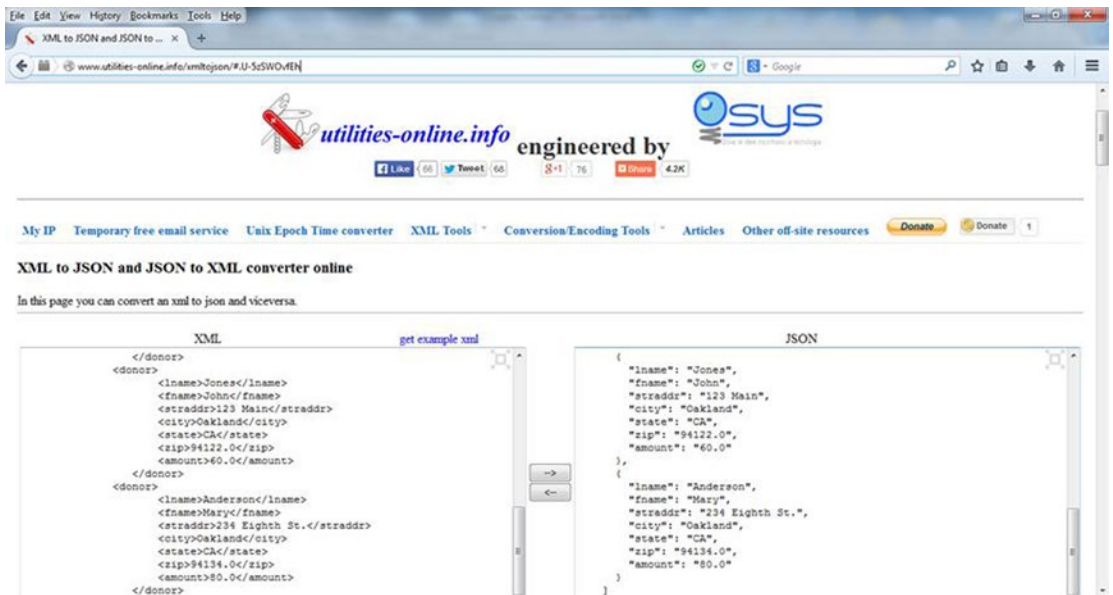 File Edit View History Bookmarks Tools Help
XML to JSON and JSON to ... × +
www.utilities-online.info/xmltojson/#.U-5zSWOvfEh
Google
utilities-online.info engineered by Osys
Like 66 Tweet 68 g+1 76 Share 4.2K
My IP Temporary free email service Unix Epoch Time converter XML Tools Conversion/Encoding Tools Articles Other off-site resources Donate Donate 1
XML to JSON and JSON to XML converter online
In this page you can convert an xml to json and viceversa.
XML get example xml
</donor>
<donor>
<lname>Jones</lname>
<fname>John</fname>
<straddr>123 Main</straddr>
<city>Oakland</city>
<state>CA</state>
<zip>94122.0</zip>
<amount>60.0</amount>
</donor>
<donor>
<lname>Anderson</lname>
<fname>Mary</fname>
<straddr>234 Eighth St.</straddr>
<city>Oakland</city>
<state>CA</state>
<zip>94134.0</zip>
<amount>80.0</amount>
</donor>
-->
<--
JSON
{
"lname": "Jones",
"fname": "John",
"straddr": "123 Main",
"city": "Oakland",
"state": "CA",
"zip": "94122.0",
"amount": "60.0"
},
{
"lname": "Anderson",
"fname": "Mary",
"straddr": "234 Eighth St.",
"city": "Oakland",
"state": "CA",
"zip": "94134.0",
"amount": "80.0"
}
]